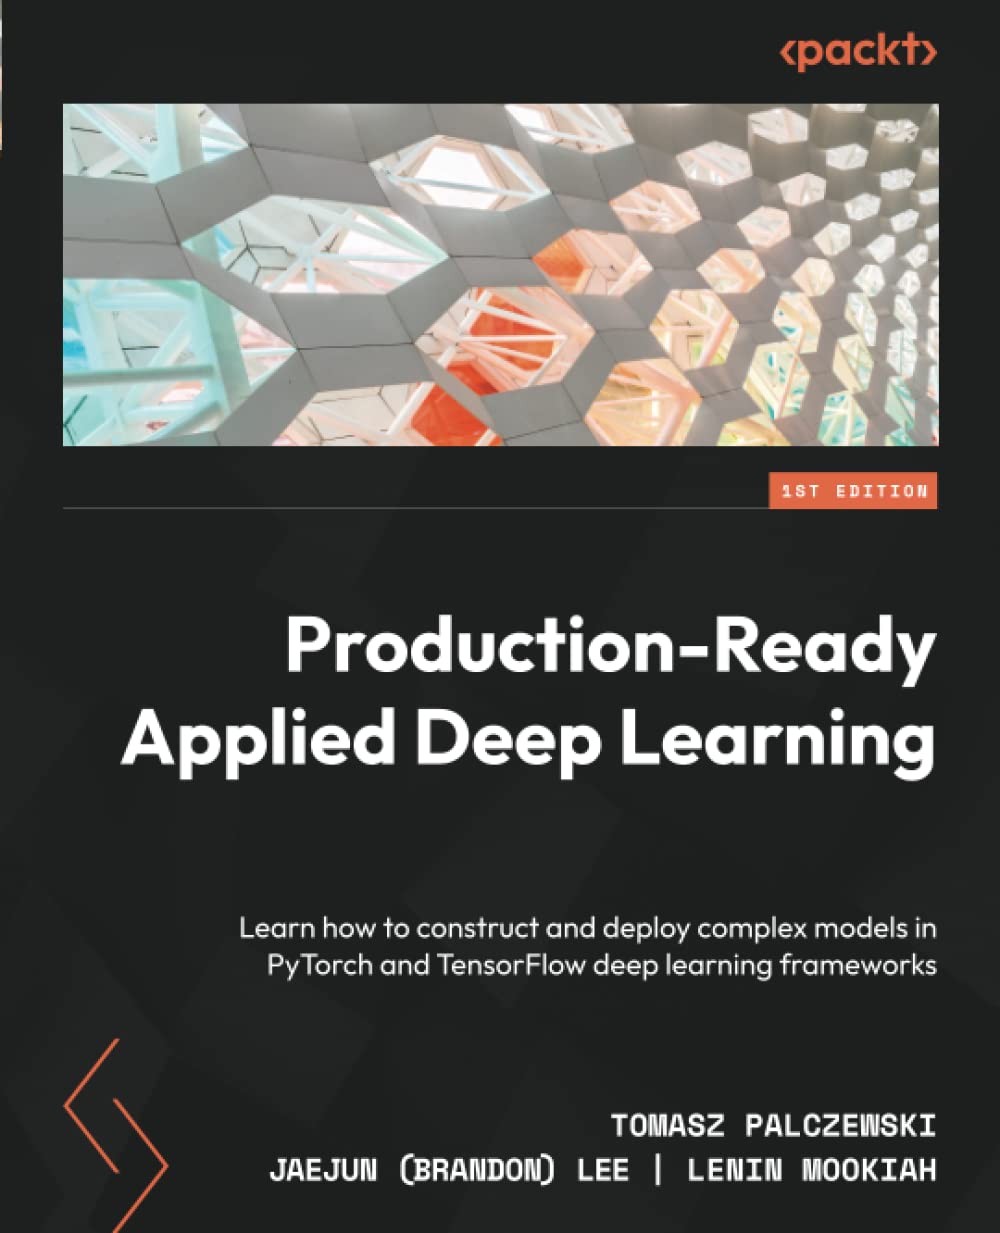 <packt>
1ST EDITION
Production-Ready
Applied Deep Learning
Learn how to construct and deploy complex models in
PyTorch and TensorFlow deep learning frameworks
TOMASZ PALCZEWSKI
JAEJUN (BRANDON) LEE | LENIN MOOKIAH